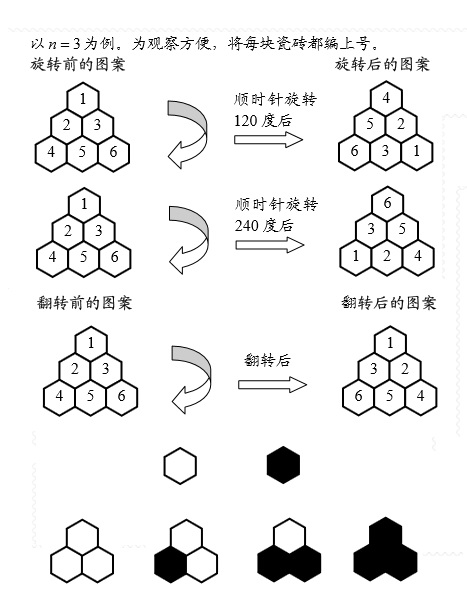 以 n = 3 为例。为观察方便，将每块瓷砖都编上号。
旋转前的图案
旋转后的图案
1
2 3
4 5 6
顺时针旋转
120 度后
4
5 2
6 3 1
1
2 3
4 5 6
顺时针旋转
240 度后
6
3 5
1 2 4
翻转前的图案
翻转后的图案
1
2 3
4 5 6
翻转后
1
3 2
6 5 4